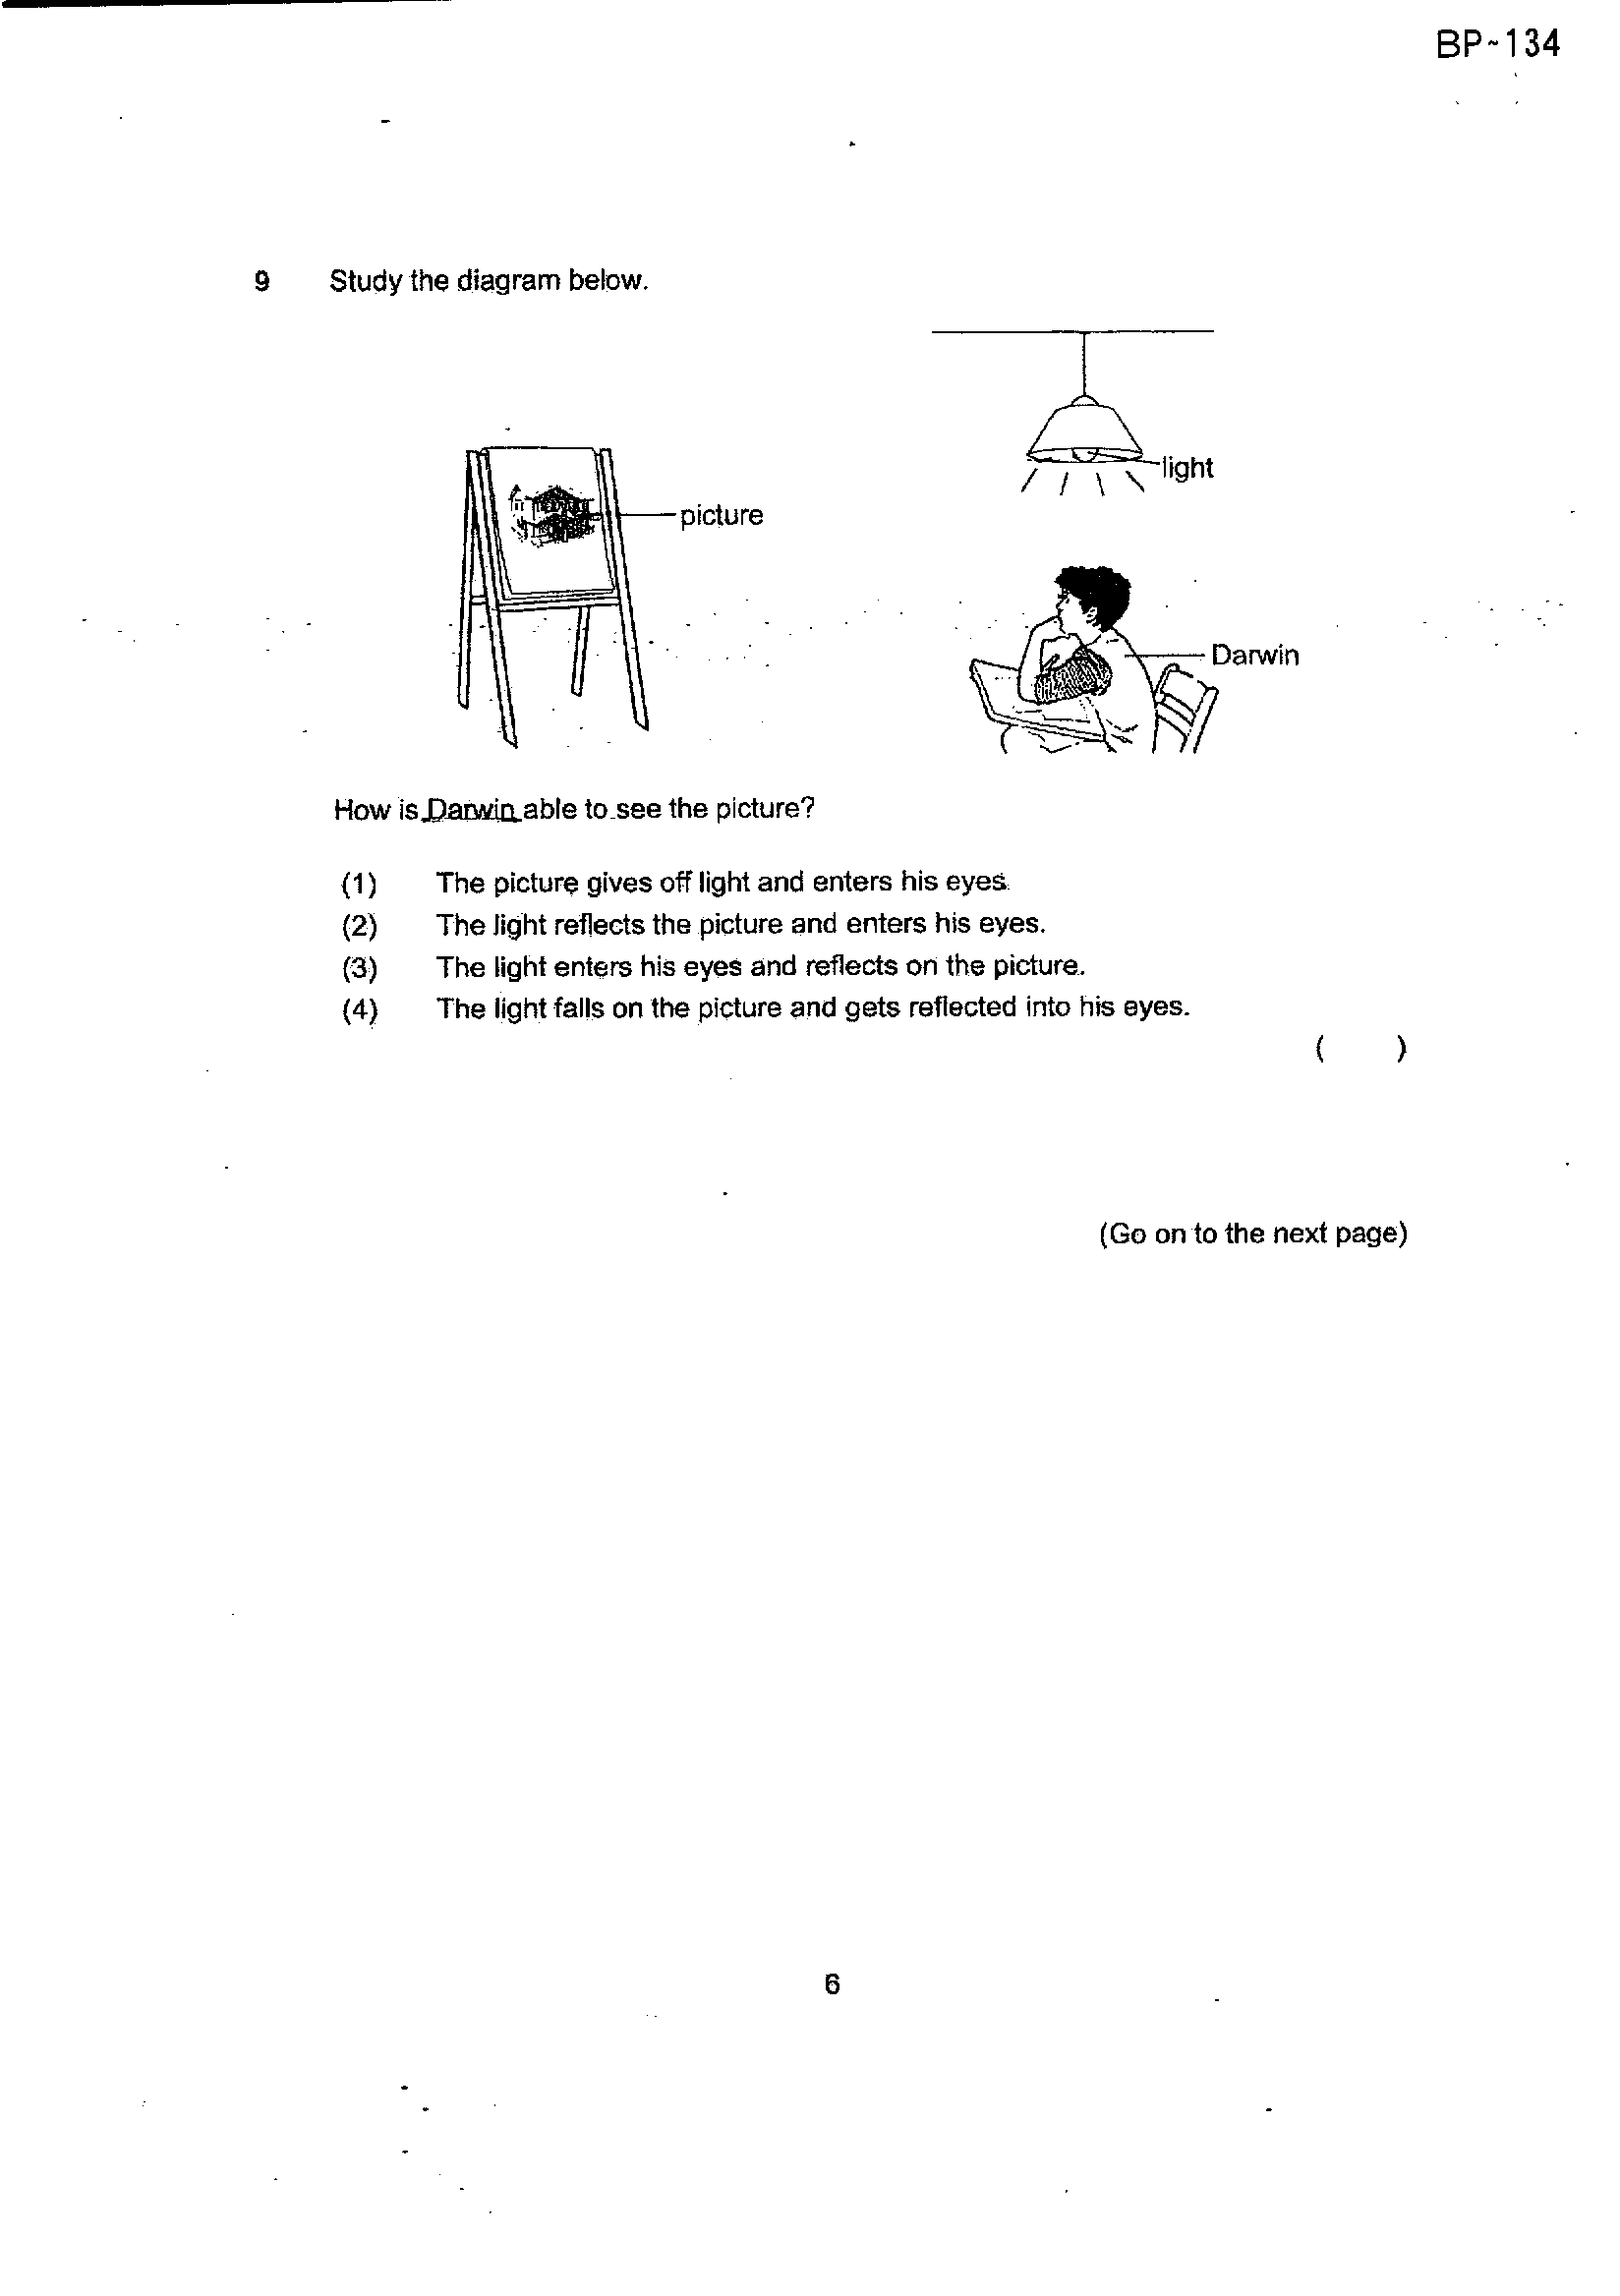 BP~134
9 Study the diagram below.
light
picture
Darwin
How is Darwin able to see the picture?
(1) The picture gives off light and enters his eyes.
(2) The light reflects the picture and enters his eyes.
(3) The light enters his eyes and reflects on the picture.
(4) The light falls on the picture and gets reflected into his eyes.
( )
(Go on to the next page)
6